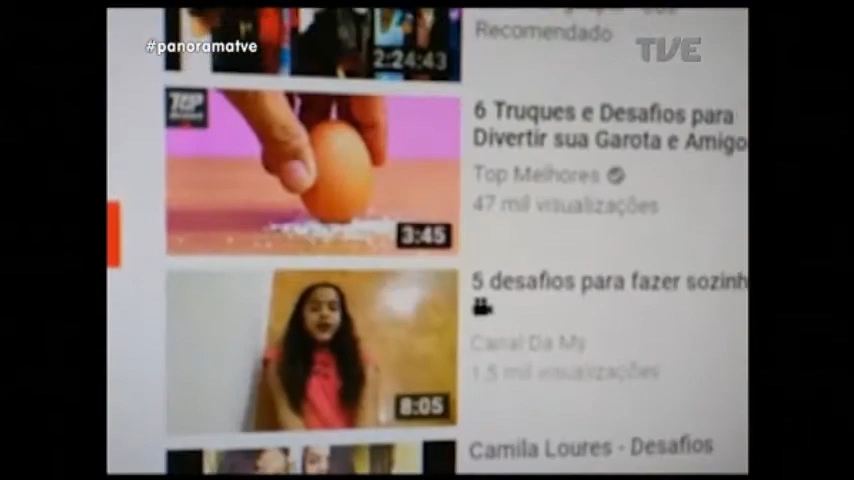 #panoramatve
TVE
2:24:43
Recomendado
TOP
3:45
6 Truques e Desafios para
Divertir sua Garota e Amigo
Top Melhores
47 mil visualizações
8:05
5 desafios para fazer sozinh
Canal Da My
1,5 mil visualizações
Camila Loures - Desafios